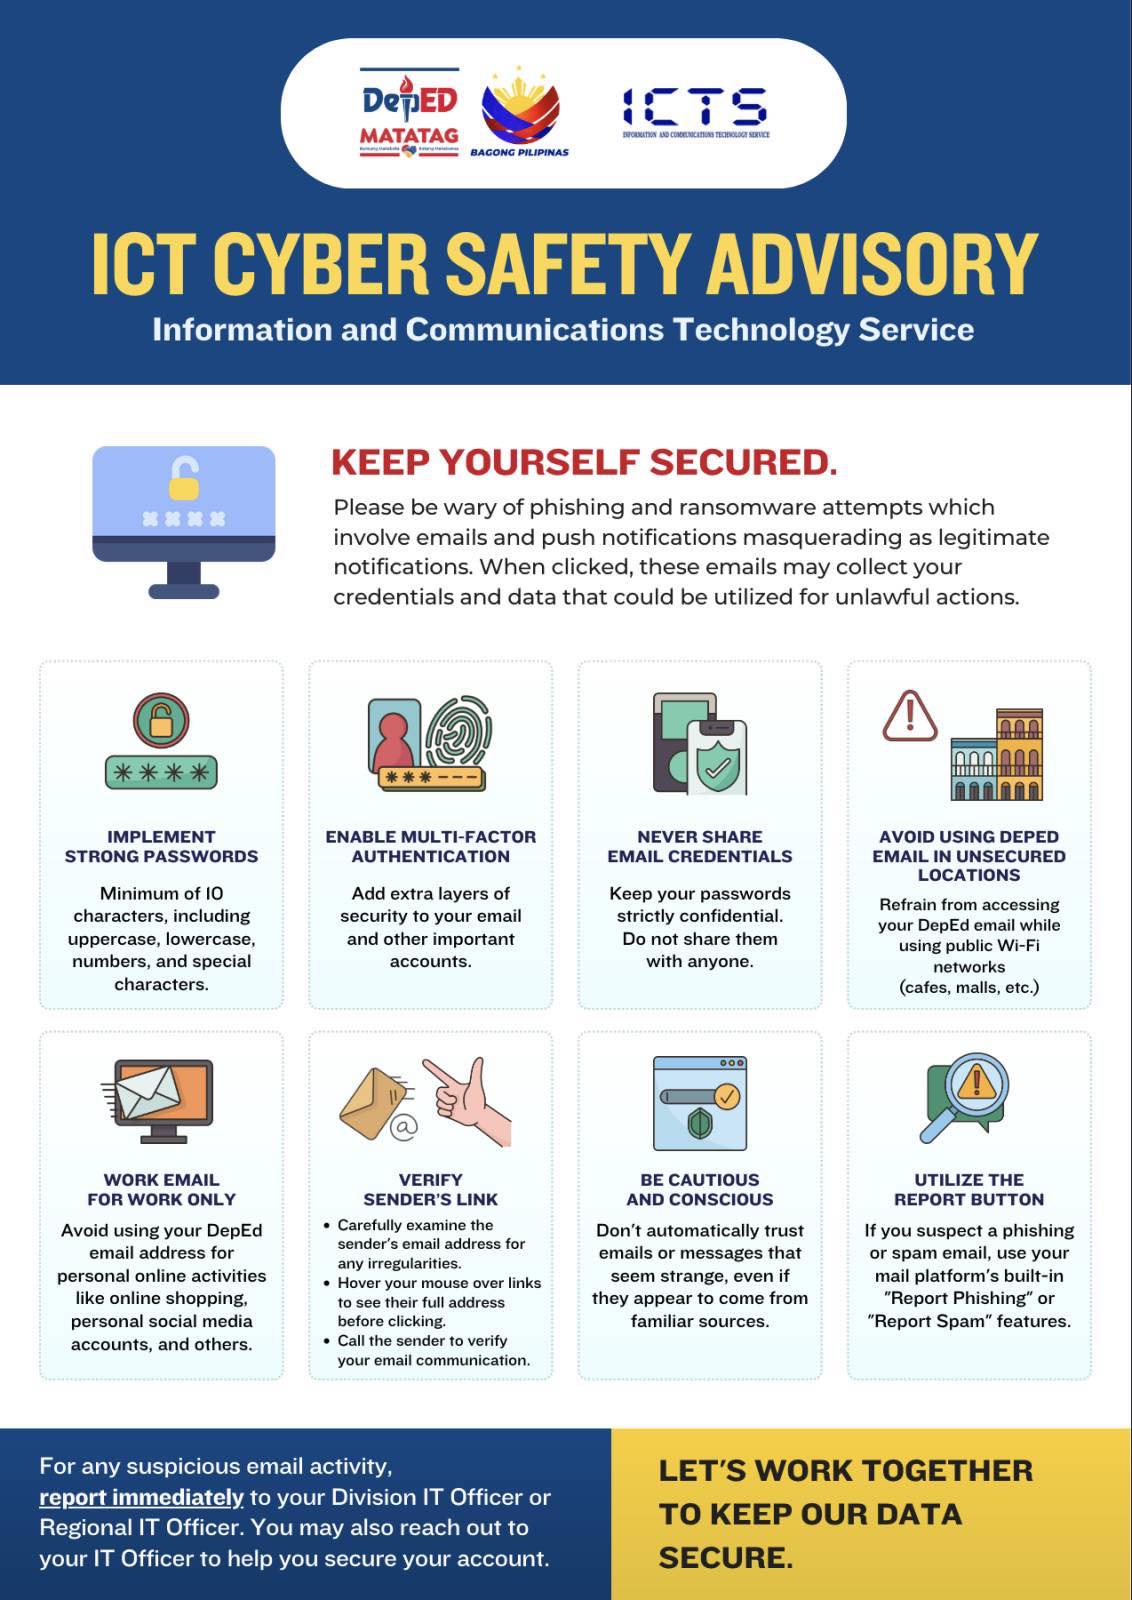 DepED
MATATAG
BAGONG PILIPINAS
ICTS
INFORMATION AND COMMUNICATIONS TECHNOLOGY SERVICE
ICT CYBER SAFETY ADVISORY
Information and Communications Technology Service
KEEP YOURSELF SECURED.
Please be wary of phishing and ransomware attempts which
involve emails and push notifications masquerading as legitimate
notifications. When clicked, these emails may collect your
credentials and data that could be utilized for unlawful actions.
IMPLEMENT
STRONG PASSWORDS
Minimum of 10
characters, including
uppercase, lowercase,
numbers, and special
characters.
ENABLE MULTI-FACTOR
AUTHENTICATION
Add extra layers of
security to your email
and other important
accounts.
NEVER SHARE
EMAIL CREDENTIALS
Keep your passwords
strictly confidential.
Do not share them
with anyone.
AVOID USING DEPED
EMAIL IN UNSECURED
LOCATIONS
Refrain from accessing
your DepEd email while
using public Wi-Fi
networks
(cafes, malls, etc.)
WORK EMAIL
FOR WORK ONLY
Avoid using your DepEd
email address for
personal online activities
like online shopping,
personal social media
accounts, and others.
VERIFY
SENDER'S LINK
• Carefully examine the
sender's email address for
any irregularities.
• Hover your mouse over links
to see their full address
before clicking.
• Call the sender to verify
your email communication.
BE CAUTIOUS
AND CONSCIOUS
Don't automatically trust
emails or messages that
seem strange, even if
they appear to come from
familiar sources.
UTILIZE THE
REPORT BUTTON
If you suspect a phishing
or spam email, use your
mail platform's built-in
"Report Phishing" or
"Report Spam" features.
For any suspicious email activity,
report immediately to your Division IT Officer or
Regional IT Officer. You may also reach out to
your IT Officer to help you secure your account.
LET'S WORK TOGETHER
TO KEEP OUR DATA
SECURE.